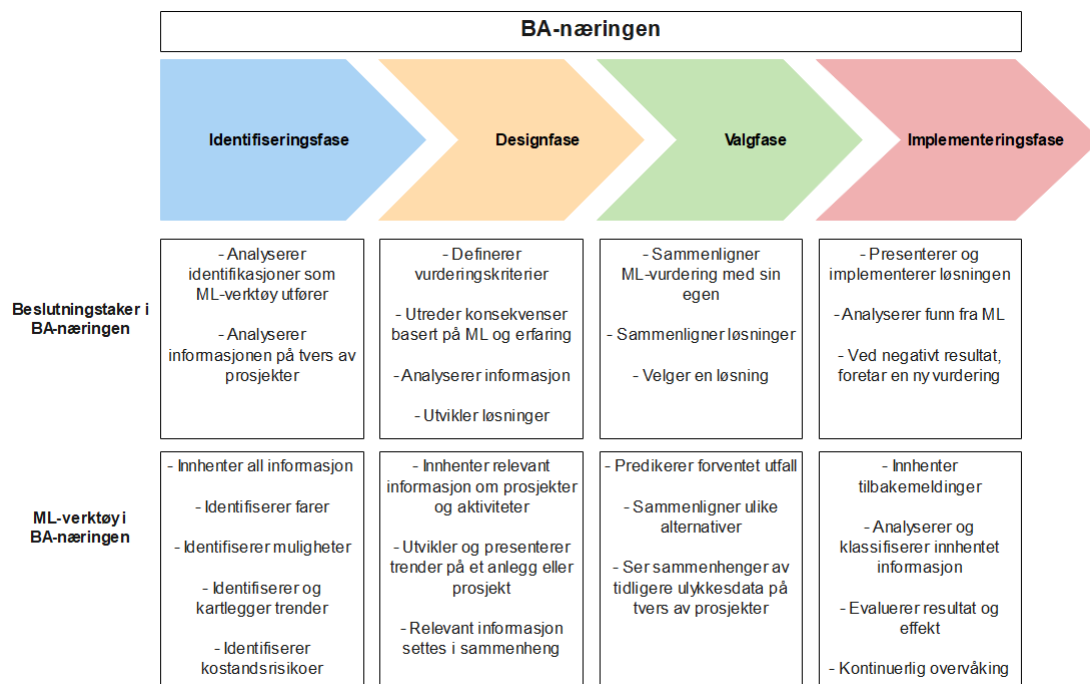 BA-næringen
Identifiseringsfase
Designfase
Valgfase
Implementeringsfase
Beslutningstaker i
BA-næringen
- Analyserer
identifikasjoner som
ML-verktøy utfører
- Analyserer
informasjonen på tvers av
prosjekter
- Definerer
vurderingskriterier
- Utreder konsekvenser
basert på ML og erfaring
- Analyserer informasjon
- Utvikler løsninger
- Sammenligner
ML-vurdering med sin
egen
- Sammenligner løsninger
- Velger en løsning
- Presenterer og
implementerer løsningen
- Analyserer funn fra ML
- Ved negativt resultat,
foretar en ny vurdering
ML-verktøy i
BA-næringen
- Innhenter all informasjon
- Identifiserer farer
- Identifiserer muligheter
- Identifiserer og
kartlegger trender
- Identifiserer
kostandsrisikoer
- Innhenter relevant
informasjon om prosjekter
og aktiviteter
- Utvikler og presenterer
trender på et anlegg eller
prosjekt
- Relevant informasjon
settes i sammenheng
- Predikerer forventet utfall
- Sammenligner ulike
alternativer
- Ser sammenhenger av
tidligere ulykkesdata på
tvers av prosjekter
- Innhenter
tilbakemeldinger
- Analyserer og
klassifiserer innhentet
informasjon
- Evaluerer resultat og
effekt
- Kontinuerlig overvåking